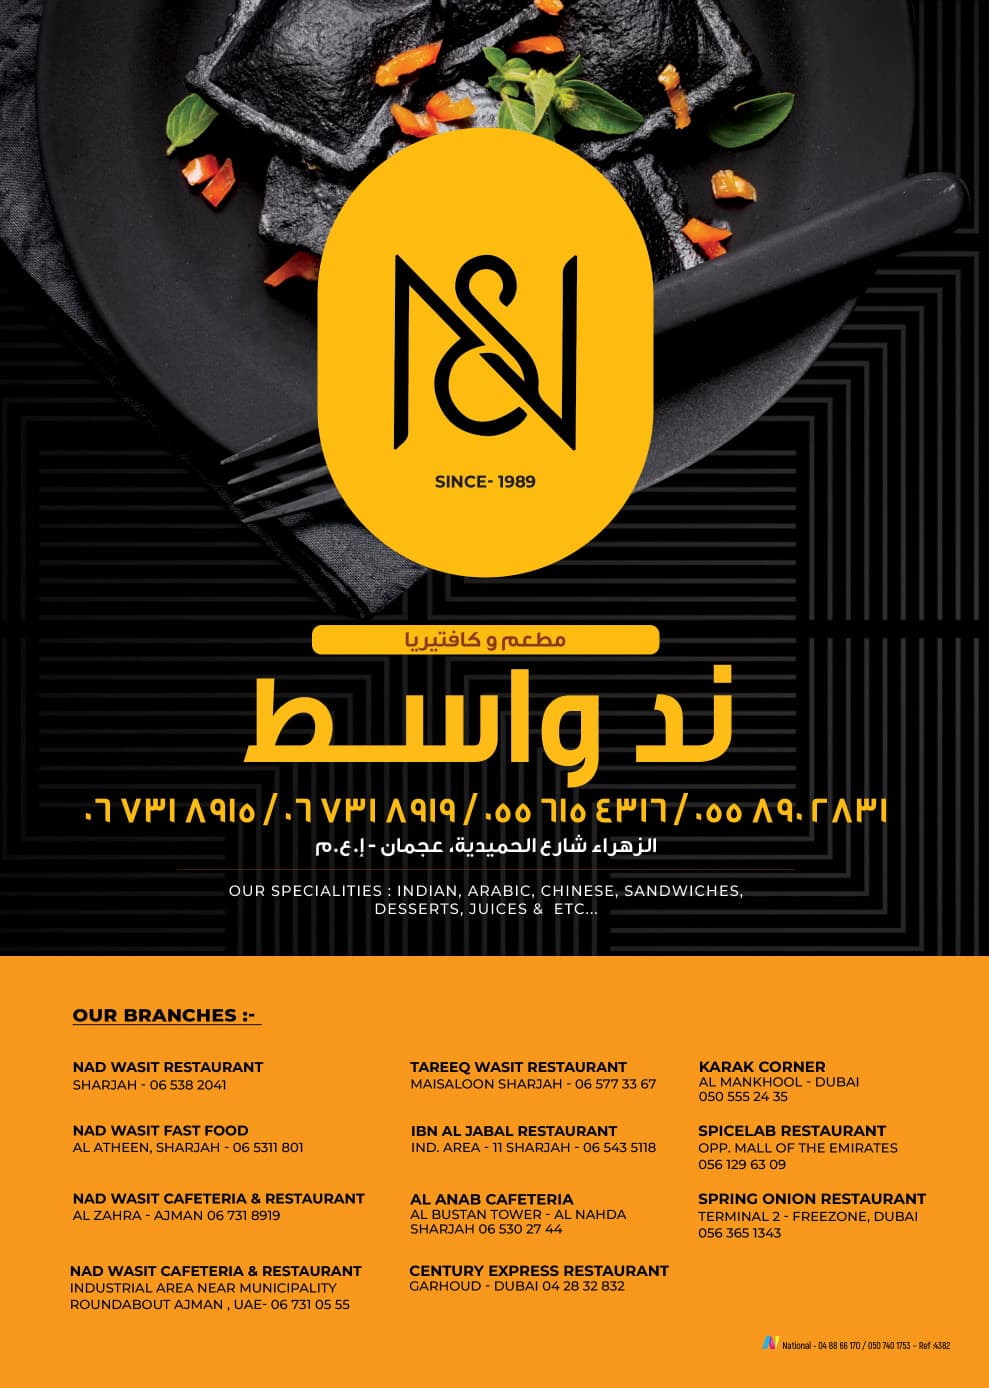 NS
SINCE- 1989
مطعم و كافتيريا
ند واسط
٠٦ ٧٣١ ٨٩١٥ / ٠٦ ٧٣١ ٨٩١٩ / ٠٥٥ ٦١٥ ٤٣١٦ / ٠٥٥ ٨٩٠ ٢٨٣١
الزهراء شارع الحميدية، عجمان - إ.ع.م
OUR SPECIALITIES : INDIAN, ARABIC, CHINESE, SANDWICHES,
DESSERTS, JUICES & ETC...
OUR BRANCHES :-
NAD WASIT RESTAURANT
SHARJAH - 06 538 2041
NAD WASIT FAST FOOD
AL ATHEEN, SHARJAH - 06 5311 801
NAD WASIT CAFETERIA & RESTAURANT
AL ZAHRA - AJMAN 06 731 8919
NAD WASIT CAFETERIA & RESTAURANT
INDUSTRIAL AREA NEAR MUNICIPALITY
ROUNDABOUT AJMAN , UAE- 06 731 05 55
TAREEQ WASIT RESTAURANT
MAISALOON SHARJAH - 06 577 33 67
IBN AL JABAL RESTAURANT
IND. AREA - 11 SHARJAH - 06 543 5118
AL ANAB CAFETERIA
AL BUSTAN TOWER - AL NAHDA
SHARJAH 06 530 27 44
CENTURY EXPRESS RESTAURANT
GARHOUD - DUBAI 04 28 32 832
KARAK CORNER
AL MANKHOOL - DUBAI
050 555 24 35
SPICELAB RESTAURANT
OPP. MALL OF THE EMIRATES
056 129 63 09
SPRING ONION RESTAURANT
TERMINAL 2 - FREEZONE, DUBAI
056 365 1343
National - 04 88 66 170 / 050 740 1753 – Ref :4382